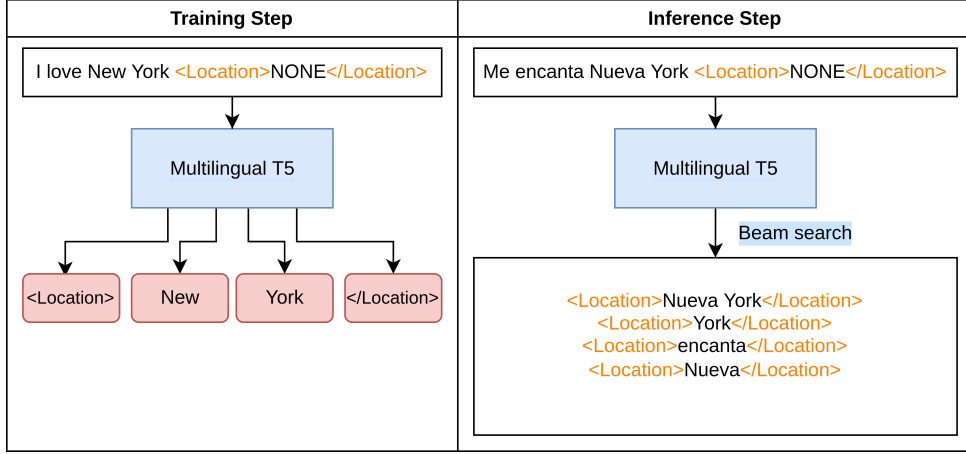 Training Step
I love New York <Location>NONE</Location>
Multilingual T5
<Location>
New
York
</Location>
Inference Step
Me encanta Nueva York <Location>NONE</Location>
Multilingual T5
Beam search
<Location>Nueva York</Location>
<Location>York</Location>
<Location>encanta</Location>
<Location>Nueva</Location>